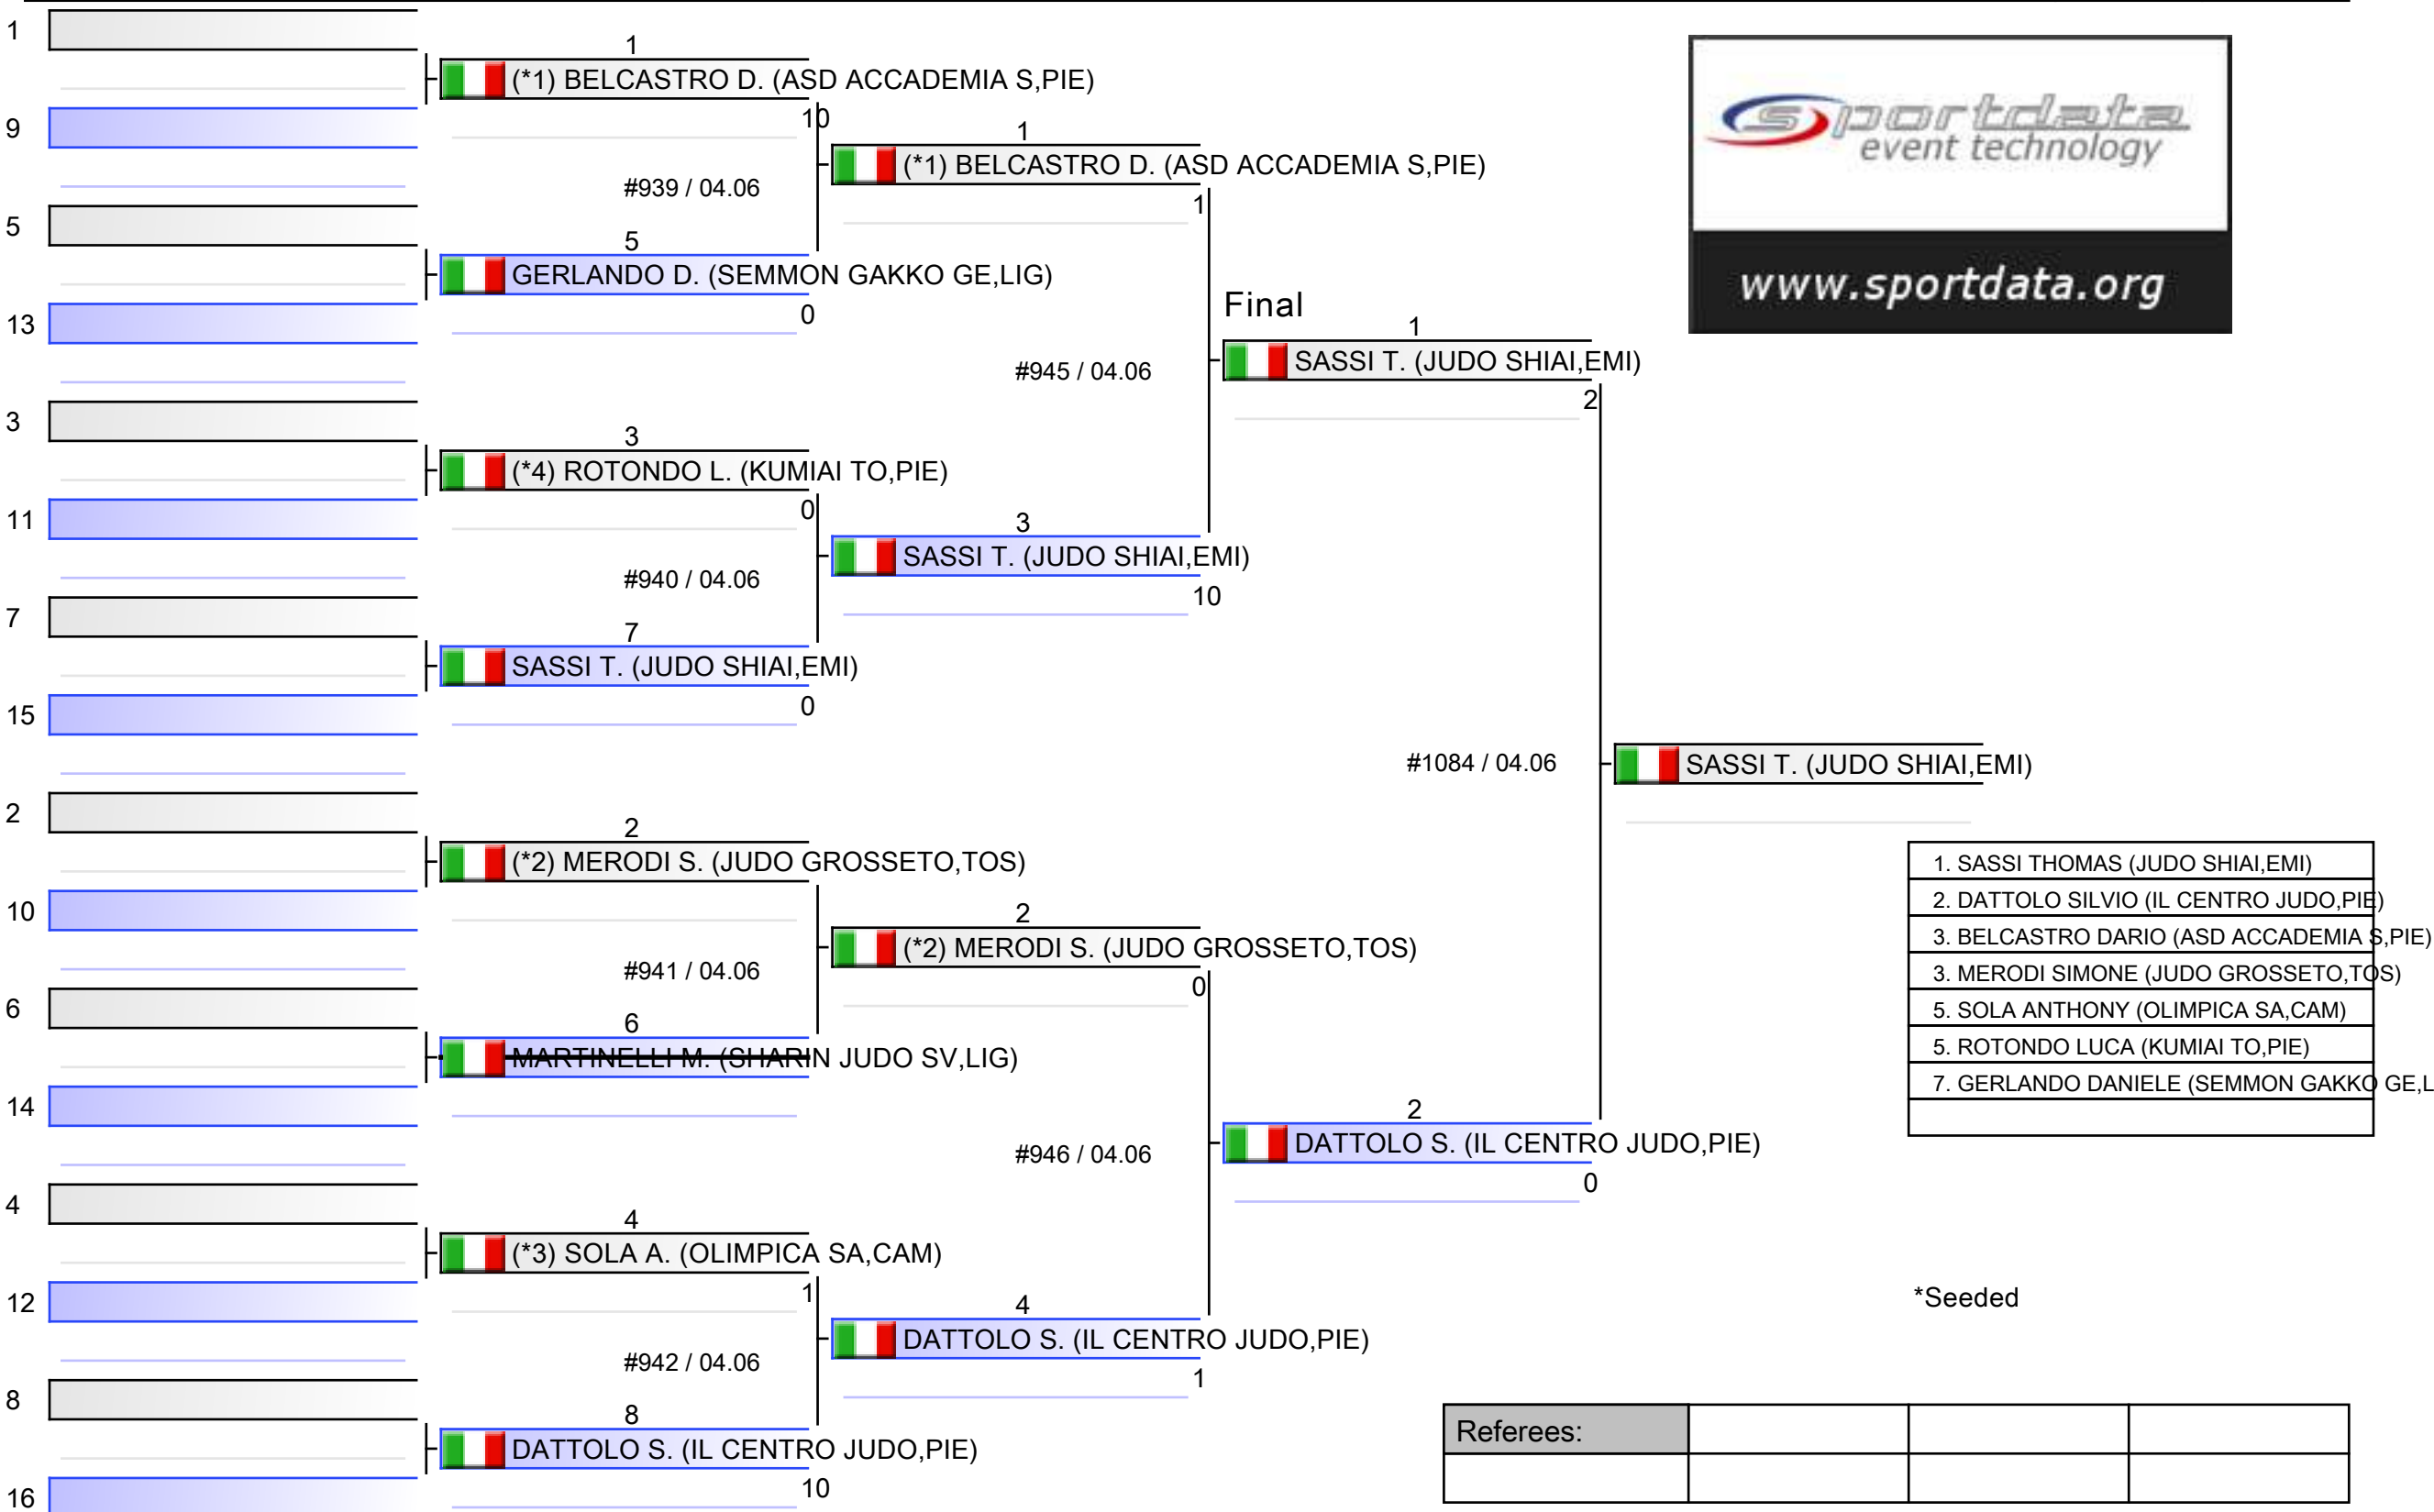 1
1
(*1) BELCASTRO D. (ASD ACCADEMIA S,PIE)
10
9
1
(*1) BELCASTRO D. (ASD ACCADEMIA S,PIE)
#939 / 04.06
1
5
5
GERLANDO D. (SEMMON GAKKO GE,LIG)
0
13
sportdata
event technology
www.sportdata.org
Final
1
SASSI T. (JUDO SHIAI,EMI)
#945 / 04.06
2
3
3
(*4) ROTONDO L. (KUMIAI TO,PIE)
0
11
3
SASSI T. (JUDO SHIAI,EMI)
#940 / 04.06
10
7
7
SASSI T. (JUDO SHIAI,EMI)
0
15
#1084 / 04.06
SASSI T. (JUDO SHIAI,EMI)
2
2
(*2) MERODI S. (JUDO GROSSETO,TOS)
10
2
(*2) MERODI S. (JUDO GROSSETO,TOS)
#941 / 04.06
0
6
6
MARTINELLI M. (SHARIN JUDO SV,LIG)
14
1. SASSI THOMAS (JUDO SHIAI,EMI)
2. DATTOLO SILVIO (IL CENTRO JUDO,PIE)
3. BELCASTRO DARIO (ASD ACCADEMIA S,PIE)
3. MERODI SIMONE (JUDO GROSSETO,TOS)
5. SOLA ANTHONY (OLIMPICA SA,CAM)
5. ROTONDO LUCA (KUMIAI TO,PIE)
7. GERLANDO DANIELE (SEMMON GAKKO GE,L
2
DATTOLO S. (IL CENTRO JUDO,PIE)
#946 / 04.06
0
4
4
(*3) SOLA A. (OLIMPICA SA,CAM)
1
12
4
DATTOLO S. (IL CENTRO JUDO,PIE)
#942 / 04.06
1
*Seeded
8
8
DATTOLO S. (IL CENTRO JUDO,PIE)
10
16
Referees: